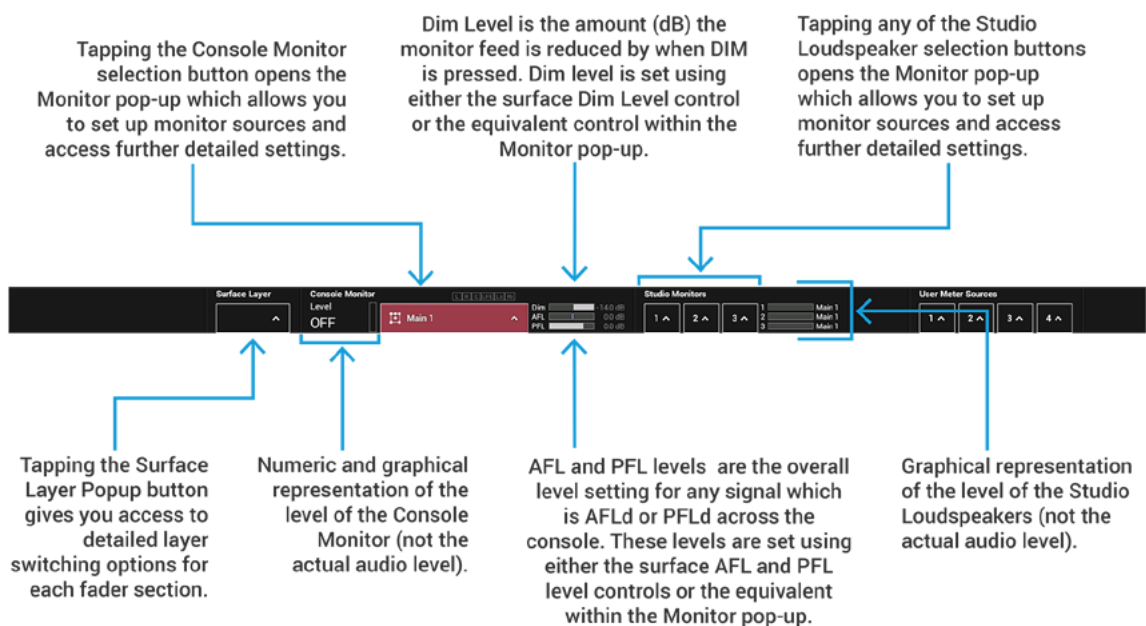 Tapping the Console Monitor
selection button opens the
Monitor pop-up which allows you
to set up monitor sources and
access further detailed settings.
Dim Level is the amount (dB) the
monitor feed is reduced by when DIM
is pressed. Dim level is set using
either the surface Dim Level control
or the equivalent control within the
Monitor pop-up.
Tapping any of the Studio
Loudspeaker selection buttons
opens the Monitor pop-up
which allows you to set up
monitor sources and access
further detailed settings.
Surface Layer
Console Monitor
Level
OFF
L R C LFE Ls Rs
Main 1
Dim -14.0 dB
AFL 0.0 dB
PFL 0.0 dB
Studio Monitors
1 2 3
1 Main 1
2 Main 1
3 Main 1
User Meter Sources
1 2 3 4
Tapping the Surface
Layer Popup button
gives you access to
detailed layer
switching options for
each fader section.
Numeric and graphical
representation of the
level of the Console
Monitor (not the
actual audio level).
AFL and PFL levels are the overall
level setting for any signal which
is AFLd or PFLd across the
console. These levels are set using
either the surface AFL and PFL
level controls or the equivalent
within the Monitor pop-up.
Graphical representation
of the level of the Studio
Loudspeakers (not the
actual audio level).